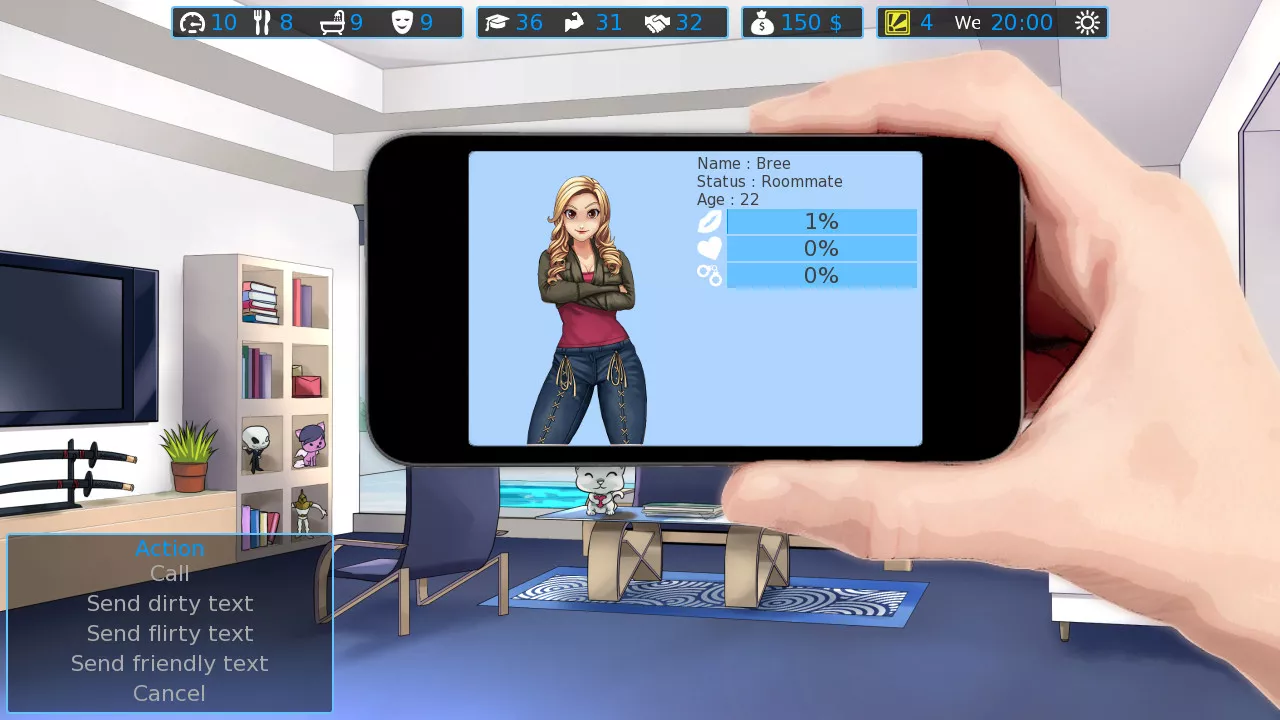 10 8 9 9 36 31 32 150 $ 4 We 20:00
Name : Bree
Status : Roommate
Age : 22
1%
0%
0%
Action
Call
Send dirty text
Send flirty text
Send friendly text
Cancel